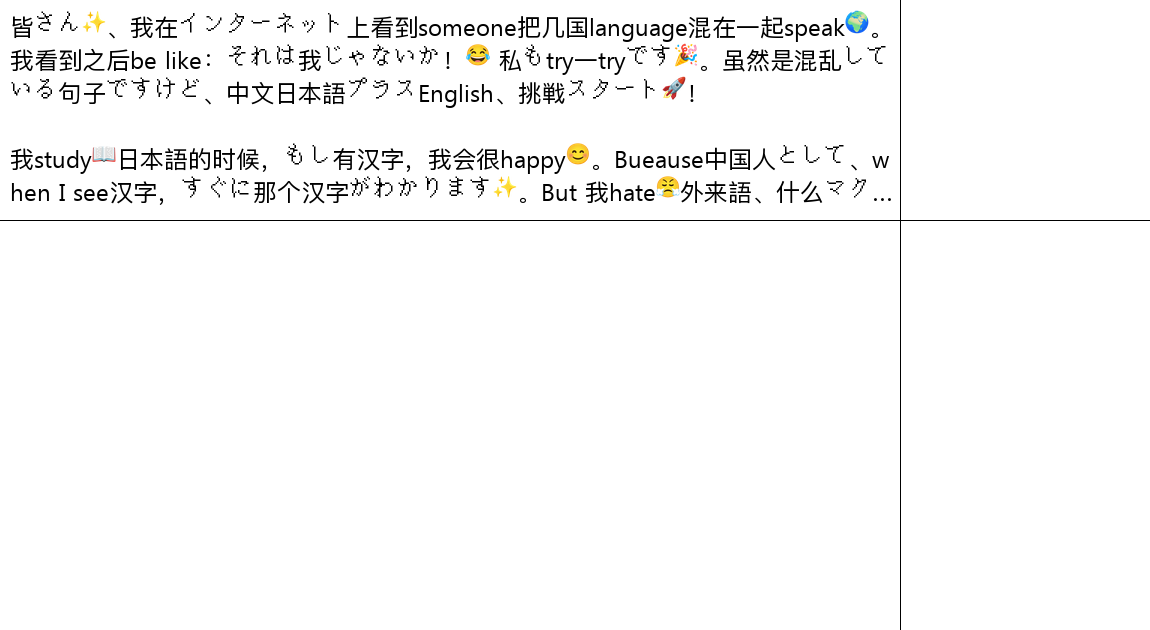 皆さん✨、我在インターネット上看到someone把几国language混在一起speak🌍。
我看到之后be like：それは我じゃないか！😂 私もtry一tryです🎉。虽然是混乱して
いる句子ですけど、中文日本語プラスEnglish、挑戦スタート🚀！
我study📖日本語的时候，もし有汉字，我会很happy😊。Bueause中国人として、w
hen I see汉字，すぐに那个汉字がわかります✨。But 我hate😤外来語、什么マク…